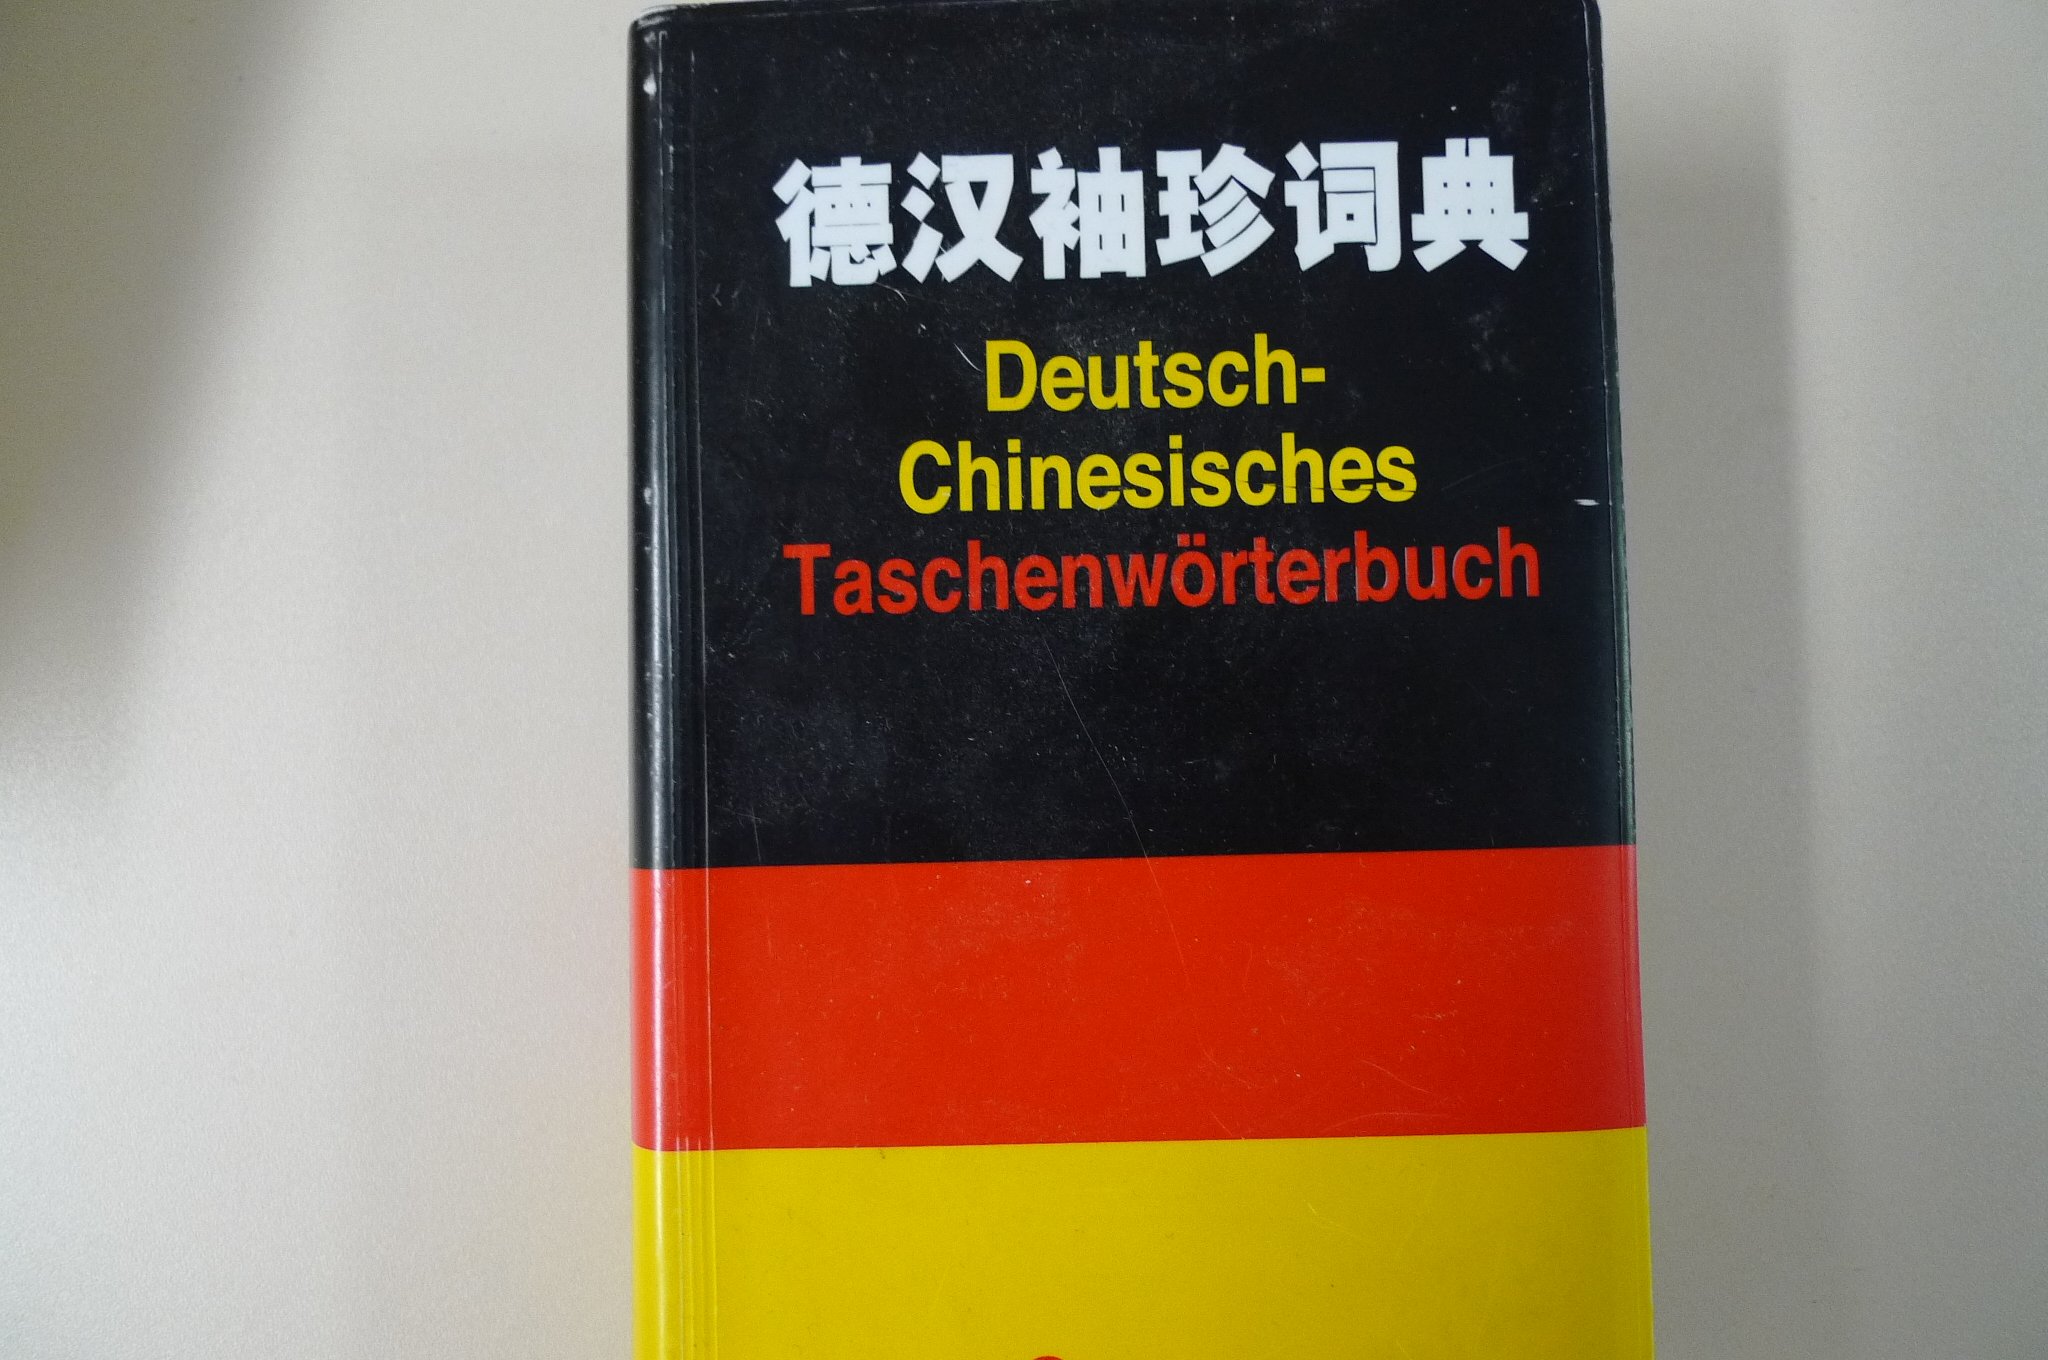 德汉袖珍词典
Deutsch-
Chinesisches
Taschenwörterbuch